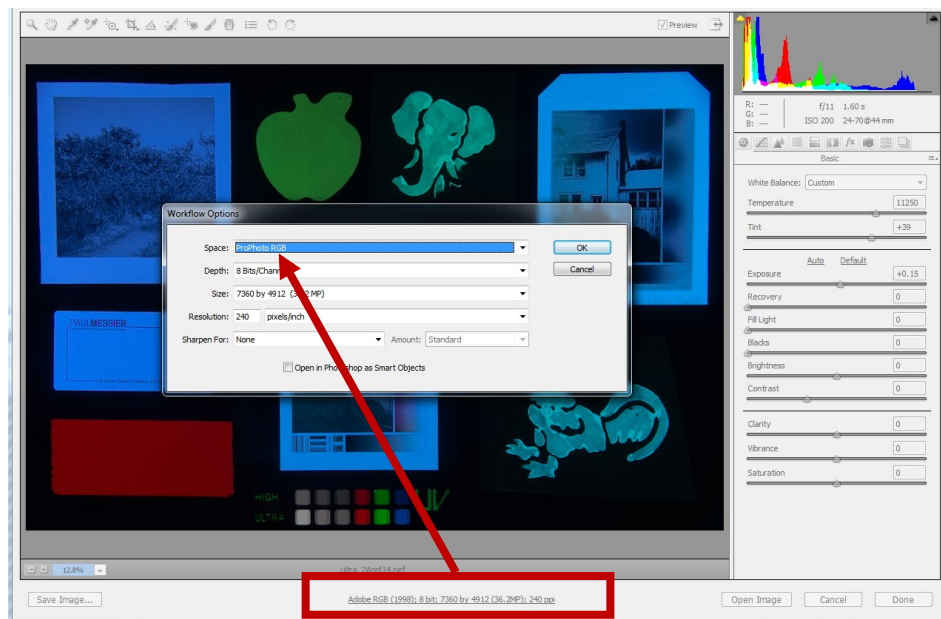 Preview
R: ---
G: ---
B: ---
f/11 1.60 s
ISO 200 24-70@44 mm
Basic
White Balance: Custom
Temperature 11250
Tint +39
Auto Default
Exposure +0.15
Recovery 0
Fill Light 0
Blacks 0
Brightness 0
Contrast 0
Clarity 0
Vibrance 0
Saturation 0
Workflow Options
Space: ProPhoto RGB
OK
Depth: 8 Bits/Chann
Cancel
Size: 7360 by 4912 (3 2 MP)
Resolution: 240 pixels/inch
Sharpen For: None
Amount: Standard
Open in Photoshop as Smart Objects
PAULMESSIER
HIGH
ULTRA
UV
12.8%
ultra_2April14.nef
Save Image...
Adobe RGB (1998); 8 bit; 7360 by 4912 (36.2MP); 240 ppi
Open Image
Cancel
Done